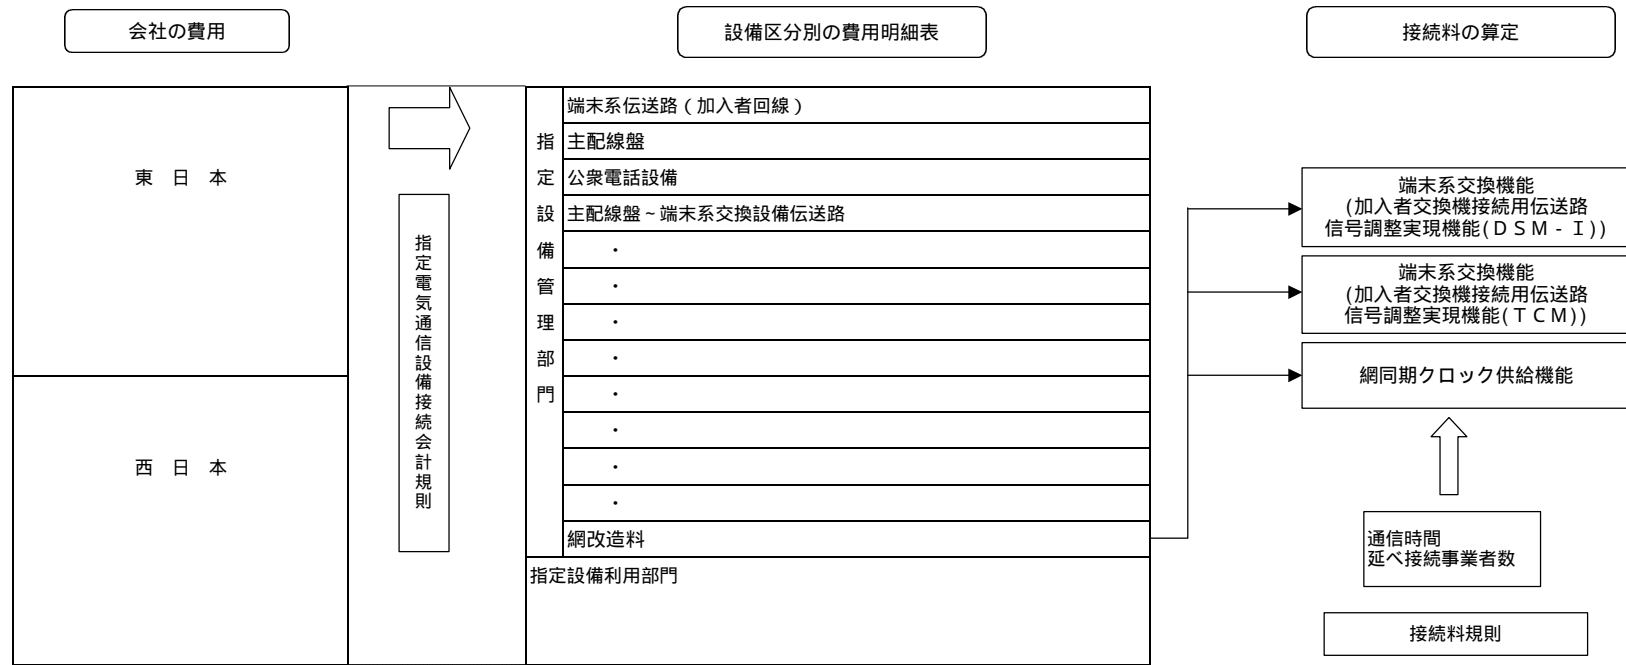 会社の費用
設備区分別の費用明細表
接続料の算定
東 日 本
西 日 本
指定電気通信設備接続会計規則
指定設備管理部門
端末系伝送路(加入者回線)
主配線盤
公衆電話設備
主配線盤~端末系交換設備伝送路
・
・
・
・
・
・
・
・
網改造料
指定設備利用部門
端末系交換機能
(加入者交換機接続用伝送路
信号調整実現機能(DSM-I))
端末系交換機能
(加入者交換機接続用伝送路
信号調整実現機能(TCM))
網同期クロック供給機能
通信時間
延べ接続事業者数
接続料規則